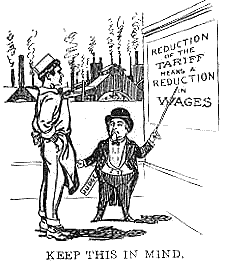 REDUCTION
OF THE
TARIFF
MEANS A
REDUCTION
IN
WAGES
KEEP THIS IN MIND.